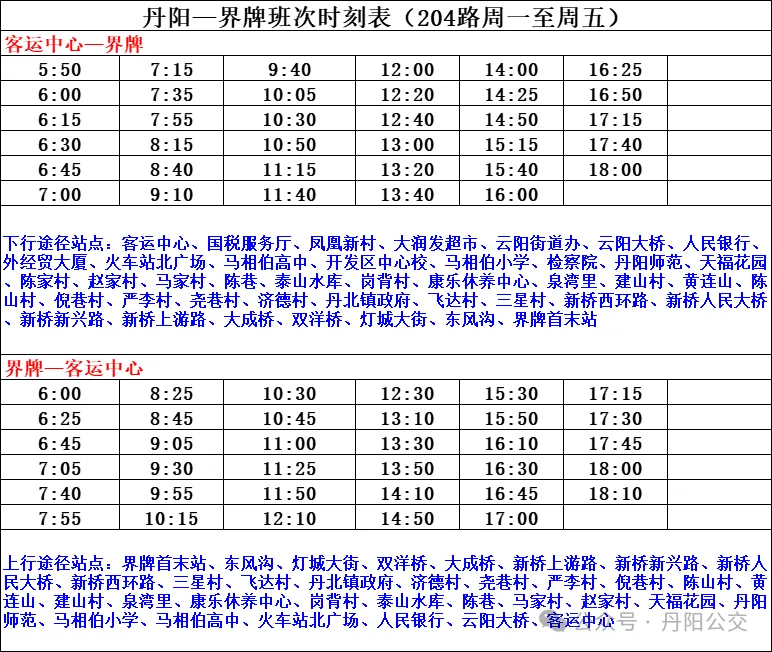 丹阳—界牌班次时刻表（204路周一至周五）
客运中心—界牌
5:50 7:15 9:40 12:00 14:00 16:25
6:00 7:35 10:05 12:20 14:25 16:50
6:15 7:55 10:30 12:40 14:50 17:15
6:30 8:15 10:50 13:00 15:15 17:40
6:45 8:40 11:15 13:20 15:40 18:00
7:00 9:10 11:40 13:40 16:00
下行途径站点：客运中心、国税服务厅、凤凰新村、大润发超市、云阳街道办、云阳大桥、人民银行、
外经贸大厦、火车站北广场、马相伯高中、开发区中心校、马相伯小学、检察院、丹阳师范、天福花园
、陈家村、赵家村、马家村、陈巷、泰山水库、岗背村、康乐休养中心、泉湾里、建山村、黄连山、陈
山村、倪巷村、严李村、尧巷村、济德村、丹北镇政府、飞达村、三星村、新桥西环路、新桥人民大桥
、新桥新兴路、新桥上游路、大成桥、双洋桥、灯城大街、东风沟、界牌首末站
界牌—客运中心
6:00 8:25 10:30 12:30 15:30 17:15
6:25 8:45 10:45 13:10 15:50 17:30
6:45 9:05 11:00 13:30 16:10 17:45
7:05 9:30 11:25 13:50 16:30 18:00
7:40 9:55 11:50 14:10 16:45 18:10
7:55 10:15 12:10 14:50 17:00
上行途径站点：界牌首末站、东风沟、灯城大街、双洋桥、大成桥、新桥上游路、新桥新兴路、新桥人
民大桥、新桥西环路、三星村、飞达村、丹北镇政府、济德村、尧巷村、严李村、倪巷村、陈山村、黄
连山、建山村、泉湾里、康乐休养中心、岗背村、泰山水库、陈巷、马家村、赵家村、天福花园、丹阳
师范、马相伯小学、马相伯高中、火车站北广场、人民银行、云阳大桥、客运中心
公众号 · 丹阳公交